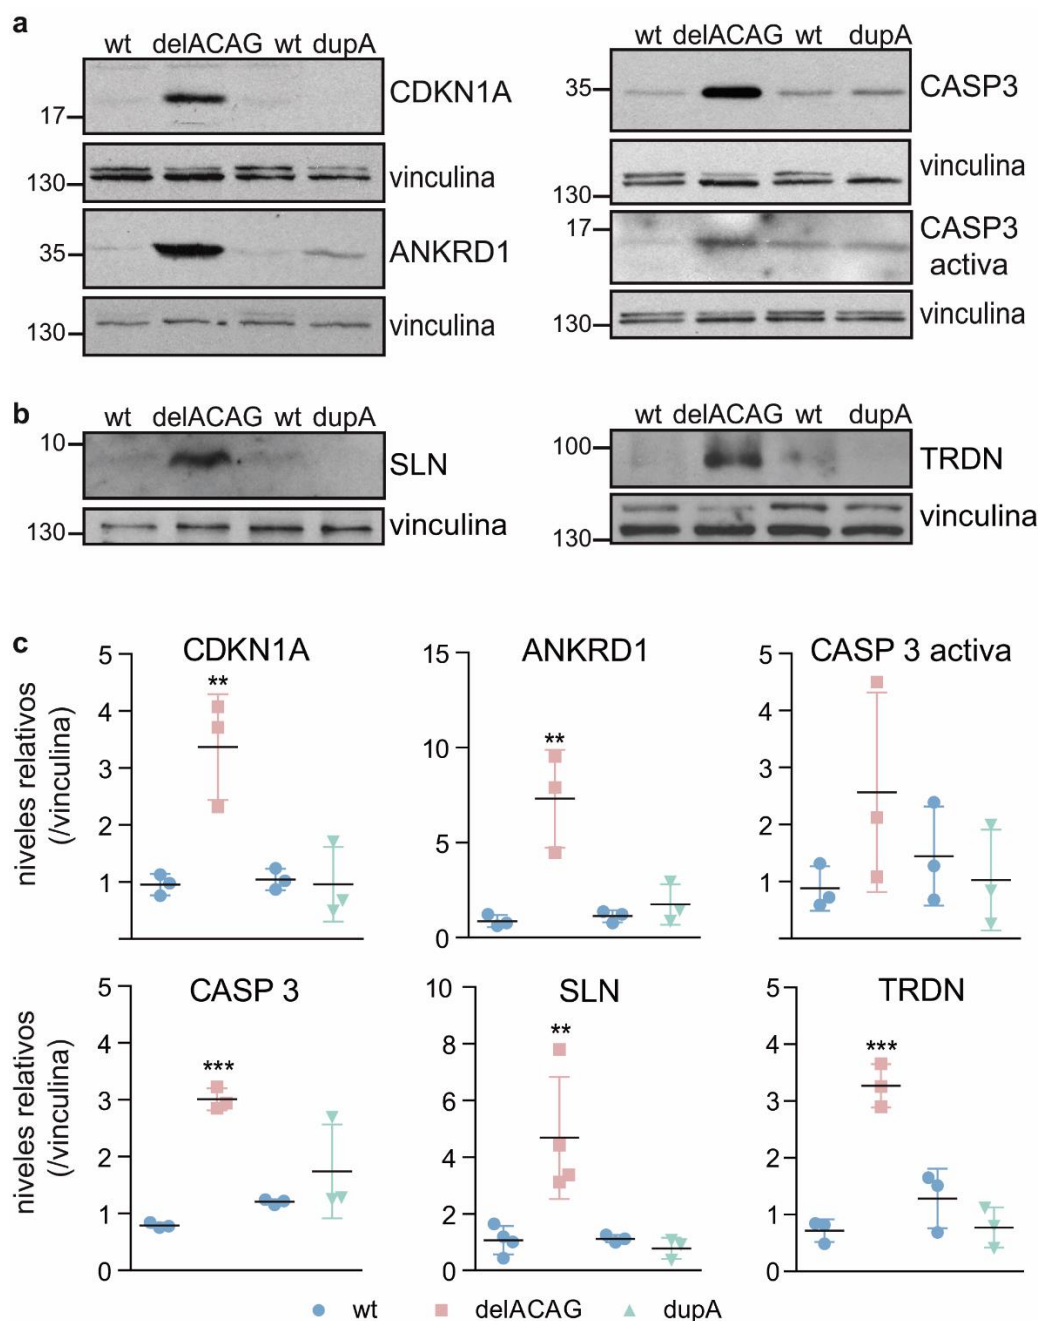 a
wt delACAG wt dupA
17
CDKN1A
130
vinculina
35
ANKRD1
130
vinculina
wt delACAG wt dupA
35
CASP3
130
vinculina
17
CASP3
activa
130
vinculina
b
wt delACAG wt dupA
10
SLN
130
vinculina
wt delACAG wt dupA
100
TRDN
130
vinculina
c
CDKN1A
niveles relativos
(/vinculina)
5
4
3
2
1
**
ANKRD1
15
10
5
0
**
CASP 3 activa
5
4
3
2
1
CASP 3
niveles relativos
(/vinculina)
5
4
3
2
1
0
***
SLN
10
8
6
4
2
0
**
TRDN
5
4
3
2
1
0
***
wt delACAG dupA